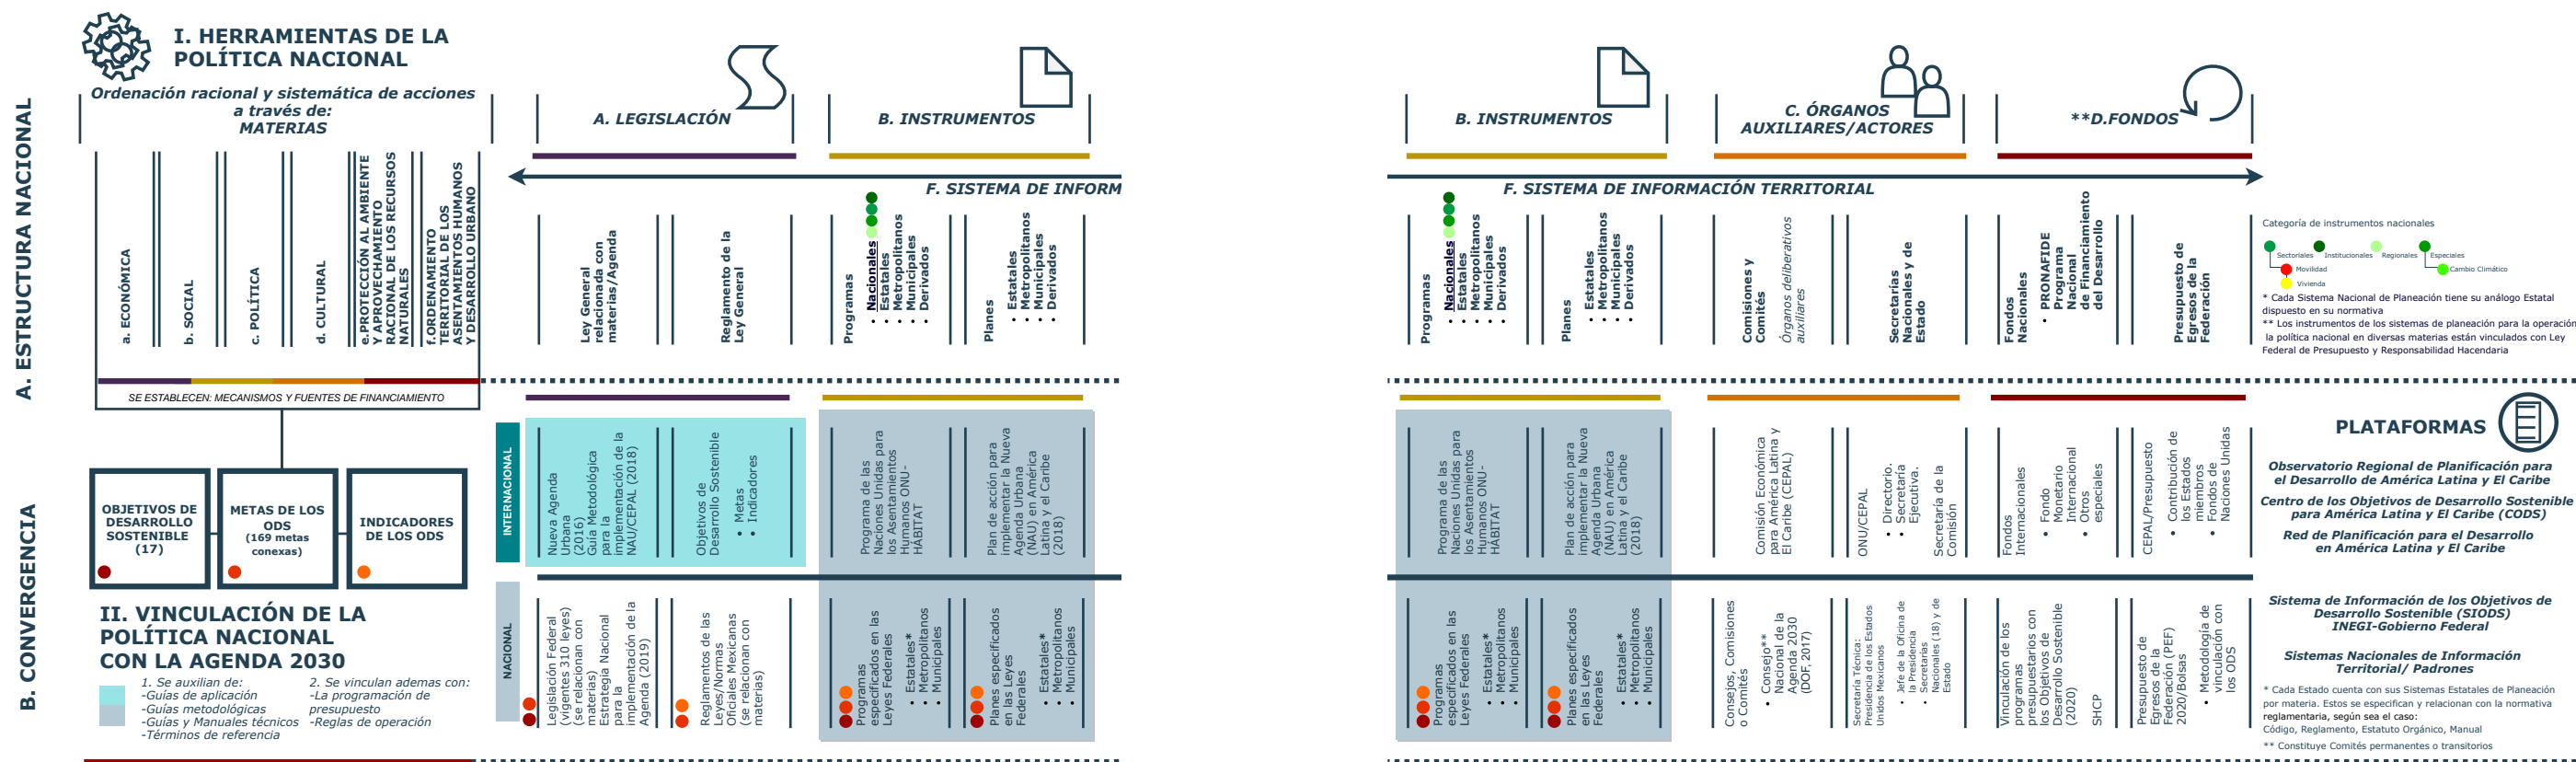 A. ESTRUCTURA NACIONAL
I. HERRAMIENTAS DE LA
POLÍTICA NACIONAL
Ordenación racional y sistemática de acciones
a través de:
MATERIAS
a. ECONÓMICA
b. SOCIAL
c. POLÍTICA
d. CULTURAL
e.PROTECCIÓN AL AMBIENTE
Y APROVECHAMIENTO
RACIONAL DE LOS RECURSOS
NATURALES
f.ORDENAMIENTO
TERRITORIAL DE LOS
ASENTAMIENTOS HUMANOS
Y DESARROLLO URBANO
SE ESTABLECEN: MECANISMOS Y FUENTES DE FINANCIAMIENTO
A. LEGISLACIÓN
B. INSTRUMENTOS
F. SISTEMA DE INFORM
Ley General
relacionada con
materias/Agenda
Reglamento de la
Ley General
Programas
• Nacionales
• Estatales
• Metropolitanos
• Municipales
• Derivados
Planes
• Estatales
• Metropolitanos
• Municipales
• Derivados
B. INSTRUMENTOS
C. ÓRGANOS
AUXILIARES/ACTORES
**D.FONDOS
F. SISTEMA DE INFORMACIÓN TERRITORIAL
Programas
• Nacionales
• Estatales
• Metropolitanos
• Municipales
• Derivados
Planes
• Estatales
• Metropolitanos
• Municipales
• Derivados
Comisiones y
Comités
Órganos deliberativos
auxiliares
Secretarías
Nacionales y de
Estado
Fondos
Nacionales
• PRONAFIDE
Programa
Nacional
de Financiamiento
del Desarrollo
Presupuesto de
Egresos de la
Federación
Categoría de instrumentos nacionales
Sectoriales
Institucionales
Regionales
Especiales
Movilidad
Cambio Climático
Vivienda
* Cada Sistema Nacional de Planeación tiene su análogo Estatal
dispuesto en su normativa
** Los instrumentos de los sistemas de planeación para la operación
la política nacional en diversas materias están vinculados con Ley
Federal de Presupuesto y Responsabilidad Hacendaria
B. CONVERGENCIA
OBJETIVOS DE
DESARROLLO
SOSTENIBLE
(17)
METAS DE LOS
ODS
(169 metas
conexas)
INDICADORES
DE LOS ODS
II. VINCULACIÓN DE LA
POLÍTICA NACIONAL
CON LA AGENDA 2030
1. Se auxilian de:
-Guías de aplicación
-Guías metodológicas
-Guías y Manuales técnicos
-Términos de referencia
2. Se vinculan ademas con:
-La programación de
presupuesto
-Reglas de operación
INTERNACIONAL
Nueva Agenda
Urbana
(2016)
Guía Metodológica
para la
implementación de la
NAU/CEPAL (2018)
Objetivos de
Desarrollo Sostenible
• Metas
• Indicadores
Programa de las
Naciones Unidas para
los Asentamientos
Humanos ONU-
HÁBITAT
Plan de acción para
implementar la Nueva
Agenda Urbana
(NAU) en América
Latina y el Caribe
(2018)
NACIONAL
Legislación Federal
(vigentes 310 leyes)
(se relacionan con
materias)
Estrategia Nacional
para la
implementación de la
Agenda (2019)
Reglamentos de las
Leyes/Normas
Oficiales Mexicanas
(se relacionan con
materias)
Programas
especificados en las
Leyes Federales
• Estatales*
• Metropolitanos
• Municipales
Planes especificados
en las Leyes
Federales
• Estatales*
• Metropolitanos
• Municipales
Programa de las
Naciones Unidas para
los Asentamientos
Humanos ONU-
HÁBITAT
Plan de acción para
implementar la Nueva
Agenda Urbana
(NAU) en América
Latina y el Caribe
(2018)
Comisión Económica
para América Latina y
El Caribe (CEPAL)
ONU/CEPAL
• Directorio.
• Secretaría
Ejecutiva.
Secretaría de la
Comisión
Fondos
Internacionales
• Fondo
Monetario
Internacional
• Otros
especiales
CEPAL/Presupuesto
• Contribución de
los Estados
miembros
• Fondos de
Naciones Unidas
Programas
especificados en las
Leyes Federales
• Estatales*
• Metropolitanos
• Municipales
Planes especificados
en las Leyes
Federales
• Estatales*
• Metropolitanos
• Municipales
Consejos, Comisiones
o Comités
• Consejo**
Nacional de la
Agenda 2030
(DOF, 2017)
Secretaría Técnica:
Presidencia de los Estados
Unidos Mexicanos
• Jefe de la Oficina de
la Presidencia
• Secretarías
Nacionales (18) y de
Estado
Vinculación de los
programas
presupuestarios con
los Objetivos de
Desarrollo Sostenible
(2020)
SHCP
Presupuesto de
Egresos de la
Federación (PEF)
2020/Bolsas
• Metodología de
vinculación con
los ODS
PLATAFORMAS
Observatorio Regional de Planificación para
el Desarrollo de América Latina y El Caribe
Centro de los Objetivos de Desarrollo Sostenible
para América Latina y El Caribe (CODS)
Red de Planificación para el Desarrollo
en América Latina y El Caribe
Sistema de Información de los Objetivos de
Desarrollo Sostenible (SIODS)
INEGI-Gobierno Federal
Sistemas Nacionales de Información
Territorial/ Padrones
* Cada Estado cuenta con sus Sistemas Estatales de Planeación
por materia. Estos se especifican y relacionan con la normativa
reglamentaria, según sea el caso:
Código, Reglamento, Estatuto Orgánico, Manual
** Constituye Comités permanentes o transitorios